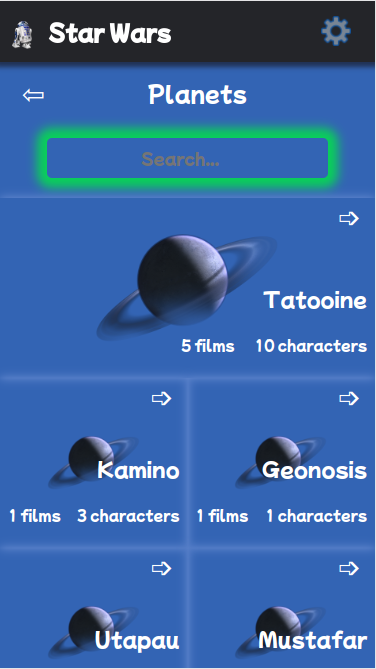 Star Wars
Planets
Search...
Tatooine
5 films 10 characters
Kamino
1 films 3 characters
Geonosis
1 films 1 characters
Utapau
Mustafar